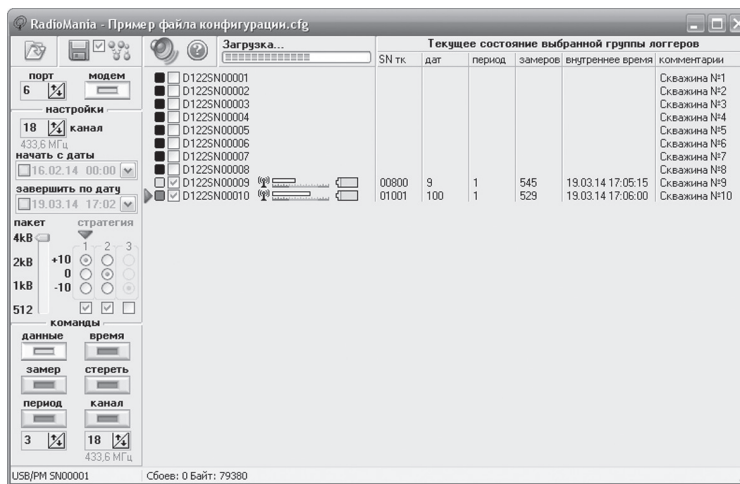 RadioMania - Пример файла конфигурации.cfg
Загрузка...
Текущее состояние выбранной группы логгеров
SN тк дат период замеров внутреннее время комментарии
порт модем
6
настройки
18 канал
433,6 МГц
начать с даты
16.02.14 00:00
завершить по дату
19.03.14 17:02
пакет стратегия
4kB
1 2 3
+10
2kB
0
1kB
-10
512
команды
данные время
замер стереть
период канал
3 18
433,6 МГц
D122SN00001 Скважина №1
D122SN00002 Скважина №2
D122SN00003 Скважина №3
D122SN00004 Скважина №4
D122SN00005 Скважина №5
D122SN00006 Скважина №6
D122SN00007 Скважина №7
D122SN00008 Скважина №8
D122SN00009 00800 9 1 545 19.03.14 17:05:15 Скважина №9
D122SN00010 01001 100 1 529 19.03.14 17:06:00 Скважина №10
USB/PM SN00001 Сбоев: 0 Байт: 79380